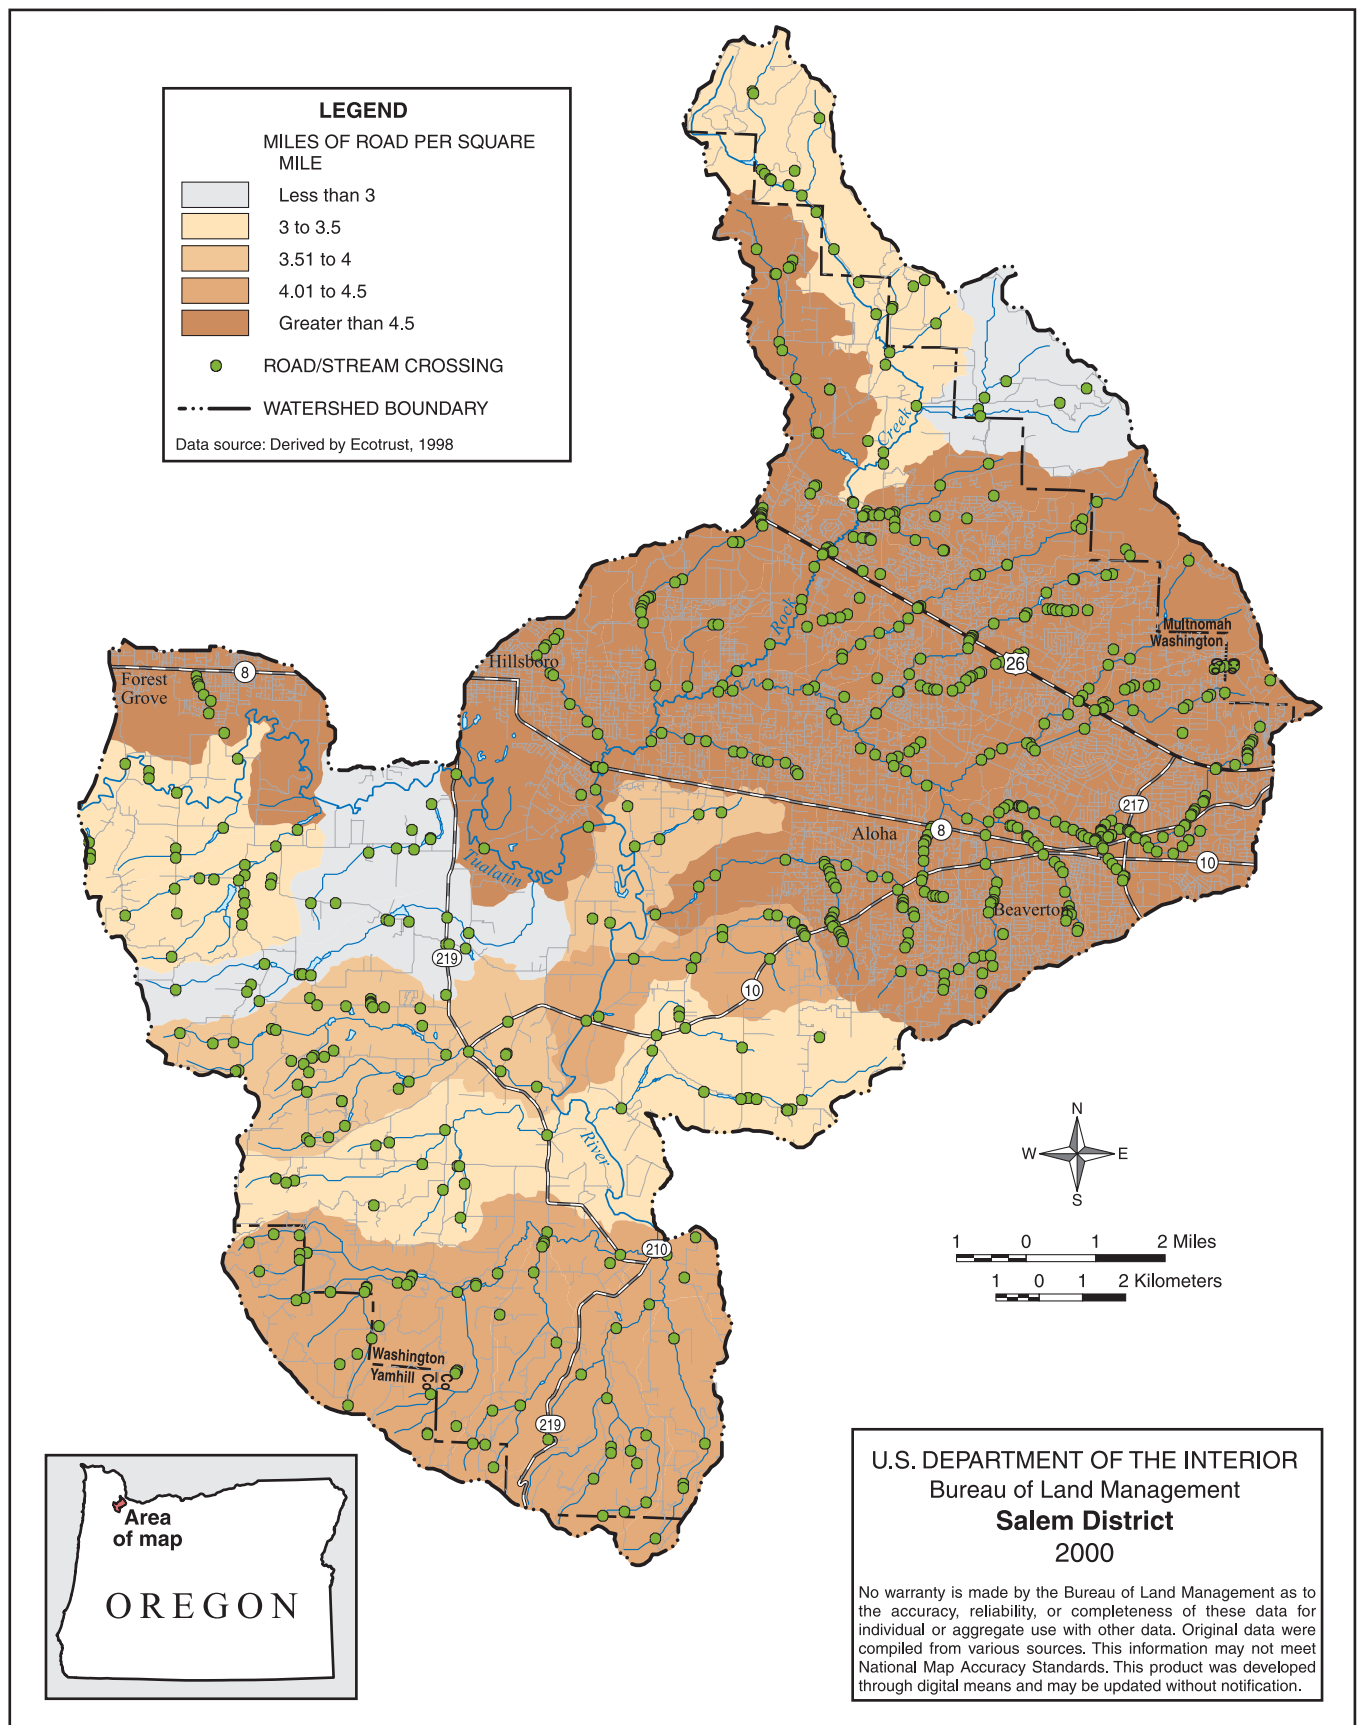 LEGEND
MILES OF ROAD PER SQUARE
MILE
Less than 3
3 to 3.5
3.51 to 4
4.01 to 4.5
Greater than 4.5
ROAD/STREAM CROSSING
WATERSHED BOUNDARY
Data source: Derived by Ecotrust, 1998
Creek
Rock
Multnomah
Washington
26
Hillsboro
Forest
Grove
8
217
Aloha
8
10
Tualatin
Beaverton
219
10
River
N
W
E
S
210
1 0 1 2 Miles
1 0 1 2 Kilometers
Washington
Yamhill
Co
Co
219
Area
of map
OREGON
U.S. DEPARTMENT OF THE INTERIOR
Bureau of Land Management
Salem District
2000
No warranty is made by the Bureau of Land Management as to
the accuracy, reliability, or completeness of these data for
individual or aggregate use with other data. Original data were
compiled from various sources. This information may not meet
National Map Accuracy Standards. This product was developed
through digital means and may be updated without notification.